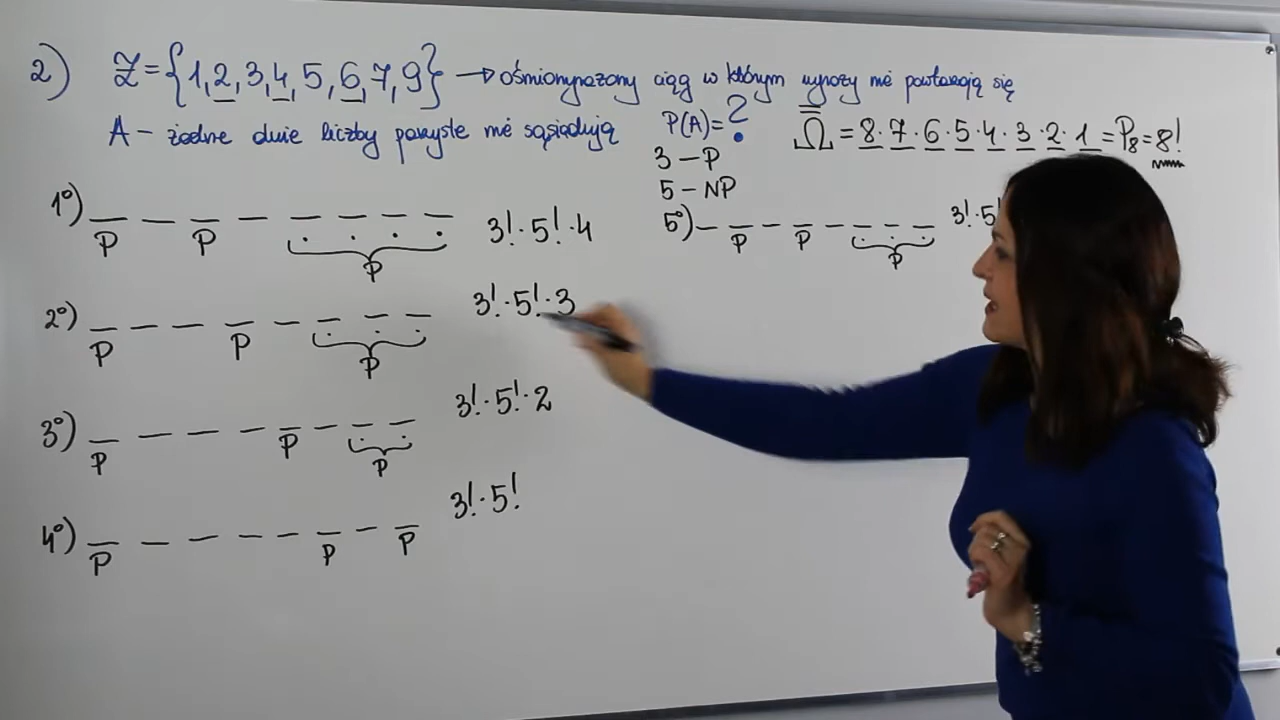 2) Z = {1, 2, 3, 4, 5, 6, 7, 9} → ośmiowyrazowy ciąg w którym wyrazy nie powtarzają się
A - żadne dwie liczby parzyste nie sąsiadują P(A) = ? Ω = 8·7·6·5·4·3·2·1 = P8 = 8!
3 - P
5 - NP
1°) _ _ _ _ _ _ _ _ 3!·5!·4
P P P
2°) _ _ _ _ _ _ _ _ 3!·5!·3
P P P
3°) _ _ _ _ _ _ _ _ 3!·5!·2
P P P
4°) _ _ _ _ _ _ _ _ 3!·5!
P P P
5°) _ _ _ _ _ _ _ _ 3!·5!
P P P